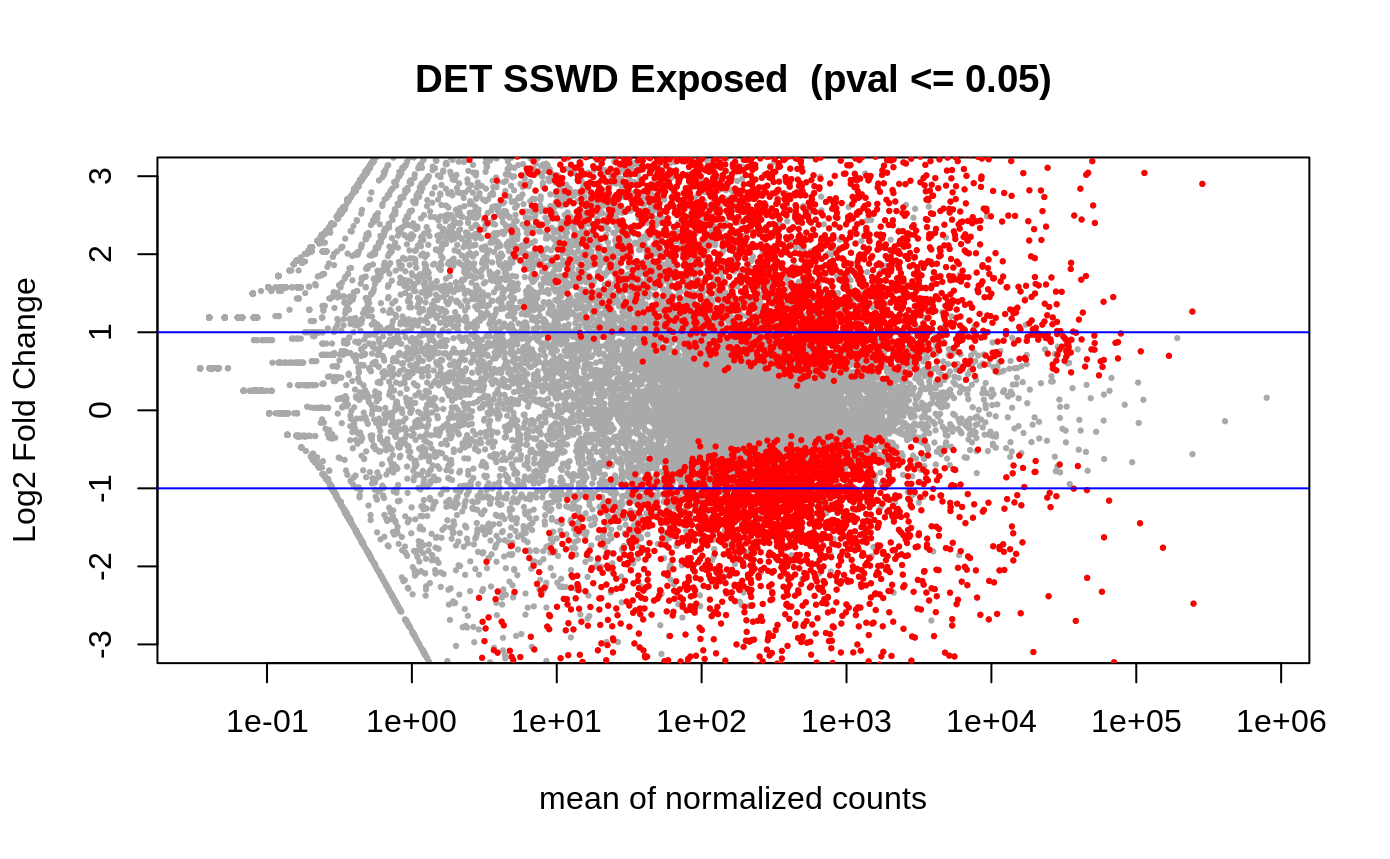 DET SSWD Exposed  (pval <= 0.05)
Log2 Fold Change
3
2
1
0
-1
-2
-3
1e-01 1e+00 1e+01 1e+02 1e+03 1e+04 1e+05 1e+06
mean of normalized counts